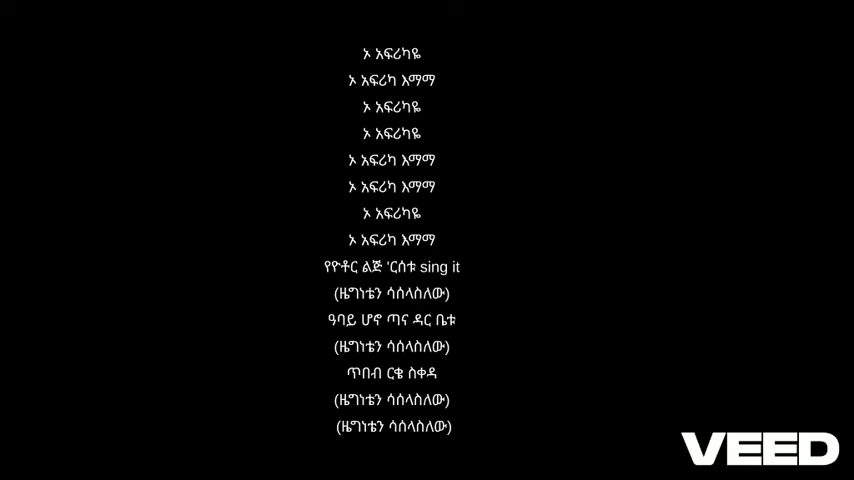 ኦ አፍሪካዬ
ኦ አፍሪካ እማማ
ኦ አፍሪካዬ
ኦ አፍሪካዬ
ኦ አፍሪካ እማማ
ኦ አፍሪካ እማማ
ኦ አፍሪካዬ
ኦ አፍሪካ እማማ
የዮቶር ልጅ 'ርሰቱ sing it
(ዜግነቴን ሳሰላስለው)
ዓባይ ሆኖ ጣና ዳር ቤቱ
(ዜግነቴን ሳሰላስለው)
ጥበብ ርቄ ስቀዳ
(ዜግነቴን ሳሰላስለው)
(ዜግነቴን ሳሰላስለው)
VEED